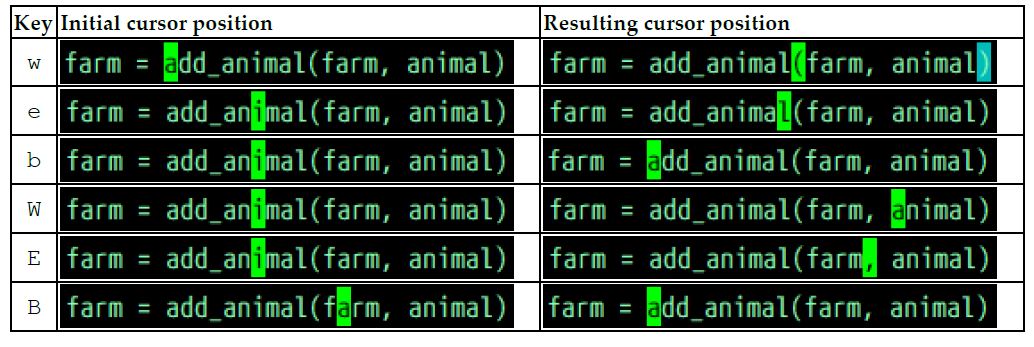 Key Initial cursor position Resulting cursor position
w farm = add_animal(farm, animal) farm = add_animal(farm, animal)
e farm = add_animal(farm, animal) farm = add_animal(farm, animal)
b farm = add_animal(farm, animal) farm = add_animal(farm, animal)
W farm = add_animal(farm, animal) farm = add_animal(farm, animal)
E farm = add_animal(farm, animal) farm = add_animal(farm, animal)
B farm = add_animal(farm, animal) farm = add_animal(farm, animal)